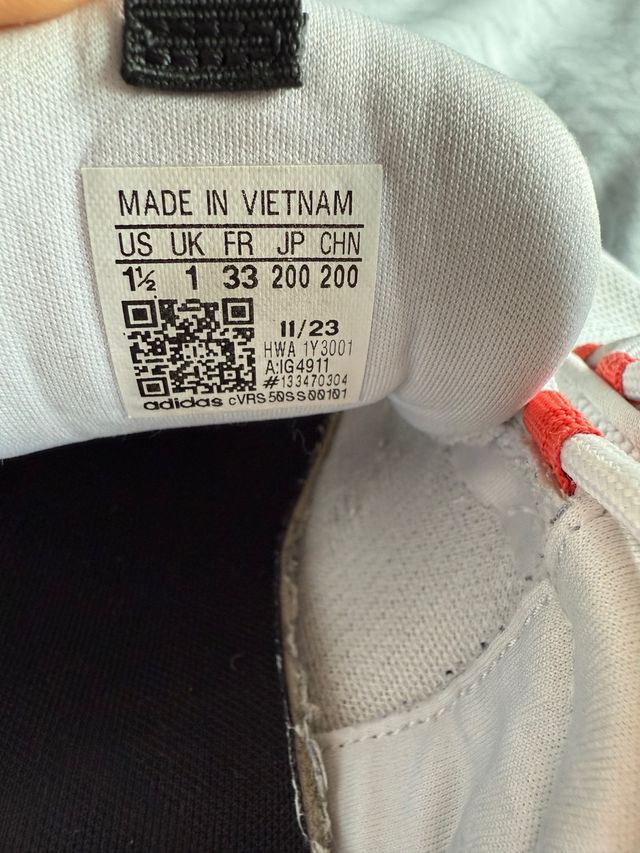 MADE IN VIETNAM
US UK FR JP CHN
1½ 1 33 200 200
11/23
HWA 1Y3001
A:IG4911
#133470304
adidas cVRS50SS00101